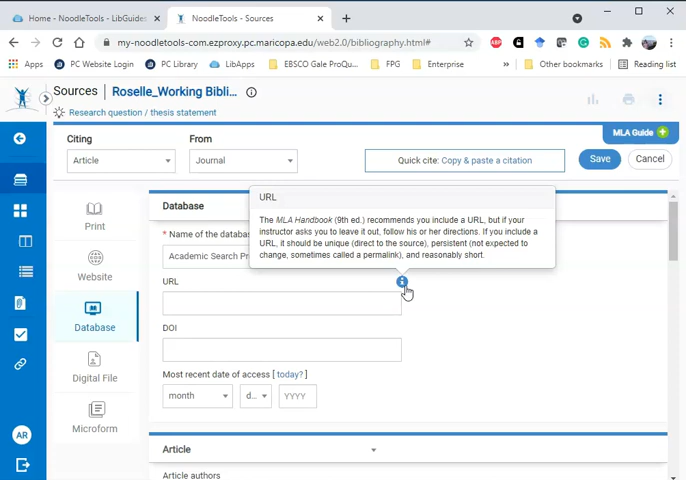 Home - LibGuides
NoodleTools - Sources
my-noodletools-com.ezproxy.pc.maricopa.edu/web2.0/bibliography.html#
Apps
PC Website Login
PC Library
LibApps
EBSCO Gale ProQu...
FPG
Enterprise
Other bookmarks
Reading list
Sources
Roselle_Working Bibli...
Research question / thesis statement
MLA Guide
Citing
From
Article
Journal
Quick cite: Copy & paste a citation
Save
Cancel
Print
Website
Database
Digital File
Microform
AR
Database
* Name of the databa
Academic Search Pr
URL
The MLA Handbook (9th ed.) recommends you include a URL, but if your
instructor asks you to leave it out, follow his or her directions. If you include a
URL, it should be unique (direct to the source), persistent (not expected to
change, sometimes called a permalink), and reasonably short.
URL
DOI
Most recent date of access [ today? ]
month
d...
YYYY
Article
Article authors